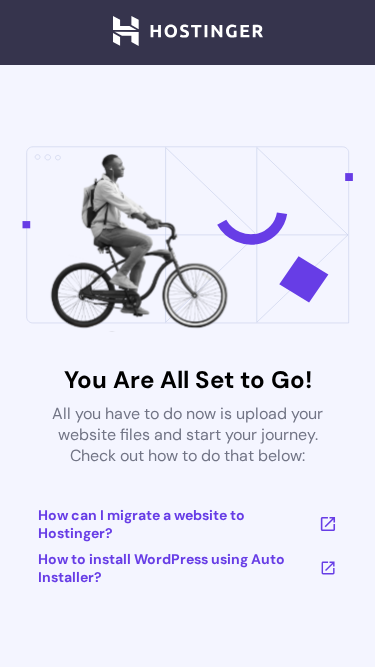 HOSTINGER
You Are All Set to Go!
All you have to do now is upload your
website files and start your journey.
Check out how to do that below:
How can I migrate a website to
Hostinger?
How to install WordPress using Auto
Installer?